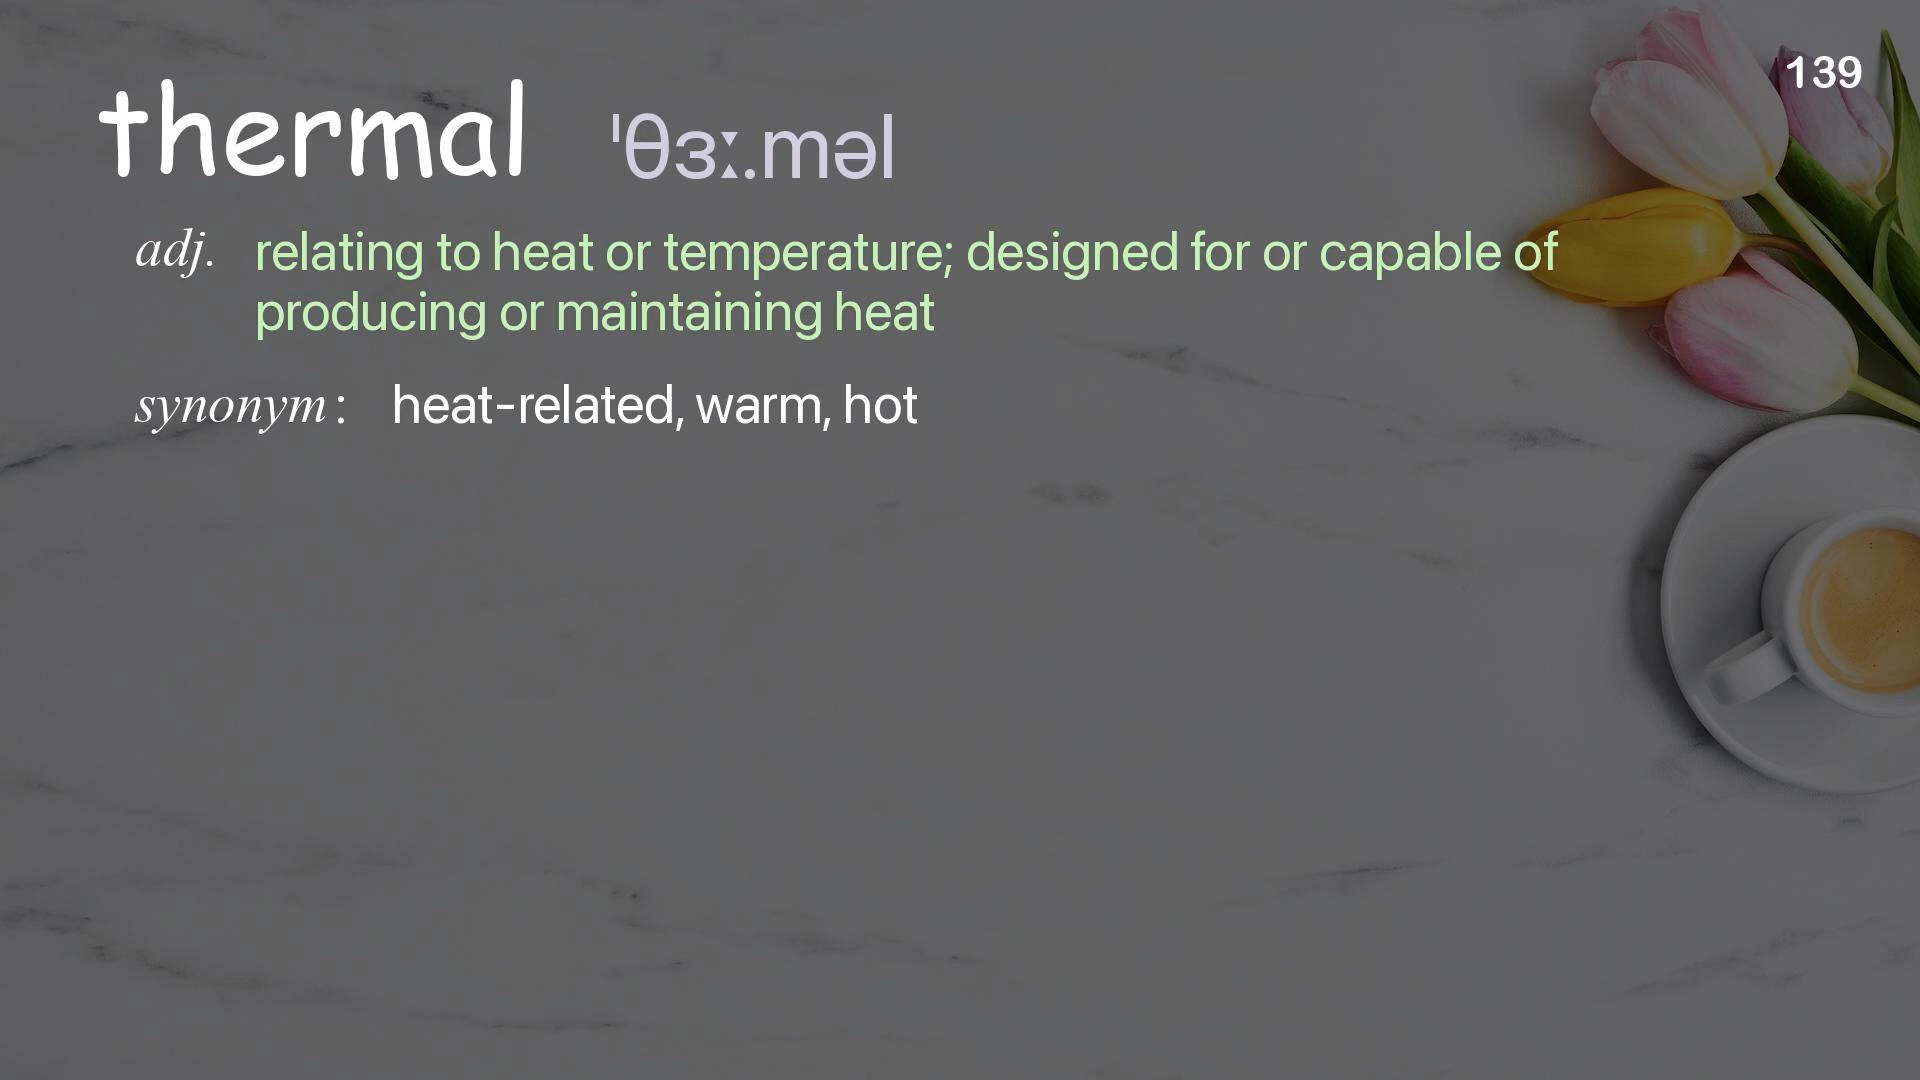 139
thermal ˈθɜː.məl
adj. relating to heat or temperature; designed for or capable of
producing or maintaining heat
synonym : heat-related, warm, hot